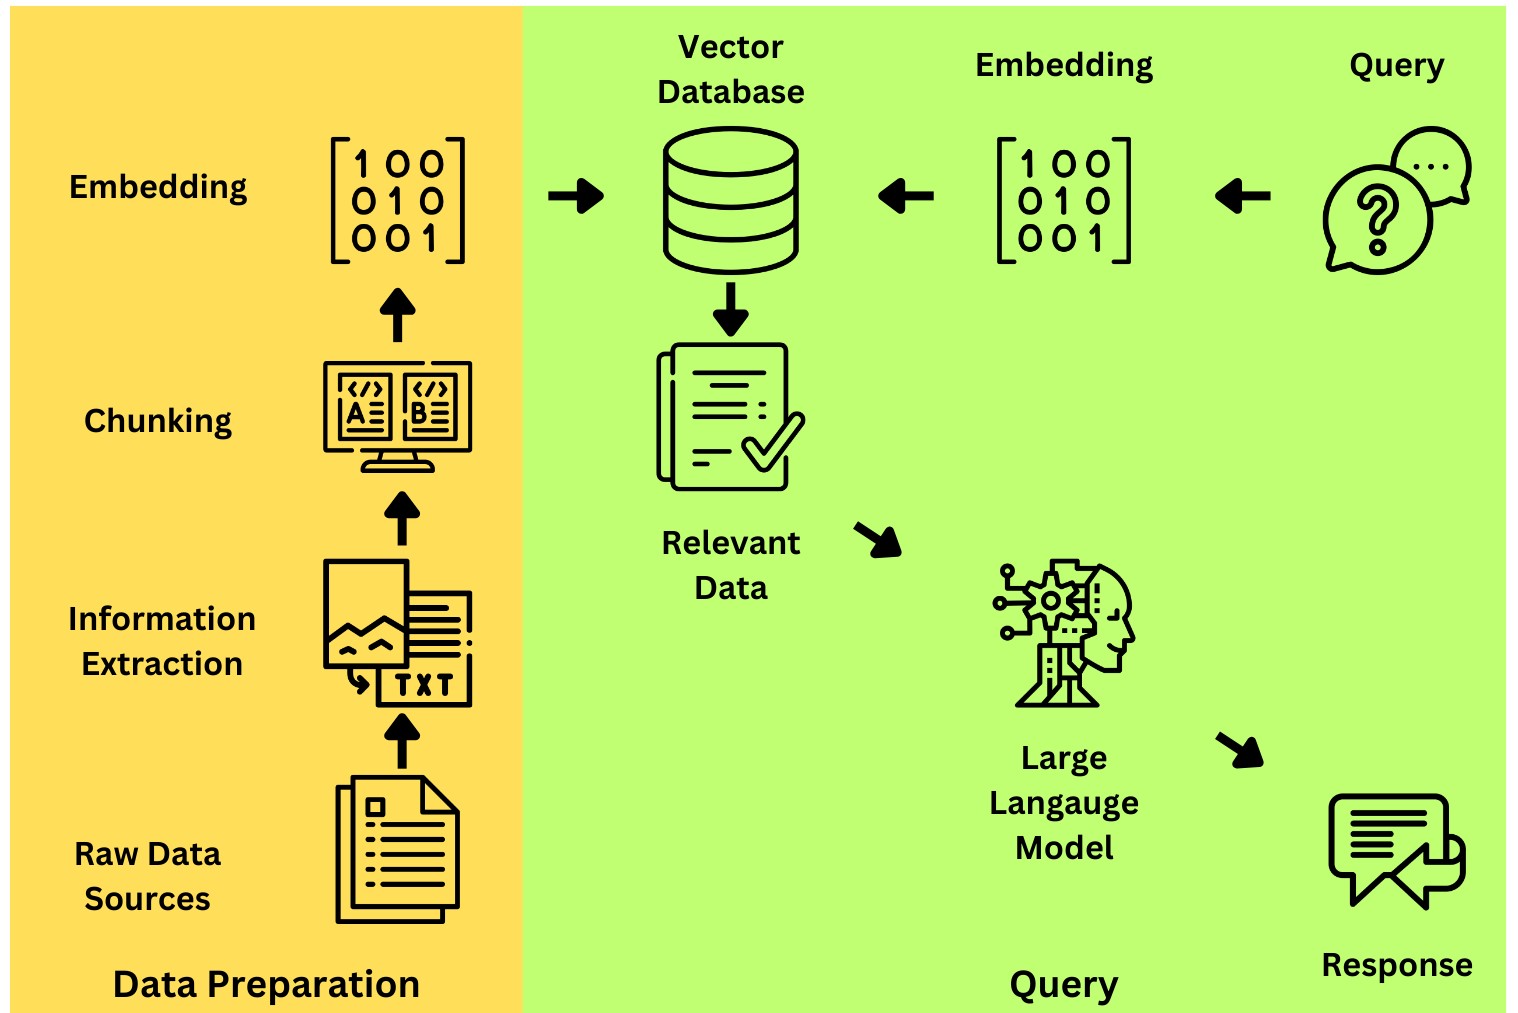 Embedding
1 0 0
0 1 0
0 0 1
Chunking
</> </>
A B
Information
Extraction
TXT
Raw Data
Sources
Data Preparation
Vector
Database
Embedding
1 0 0
0 1 0
0 0 1
Query
...
?
Relevant
Data
Large
Langauge
Model
Response
Query